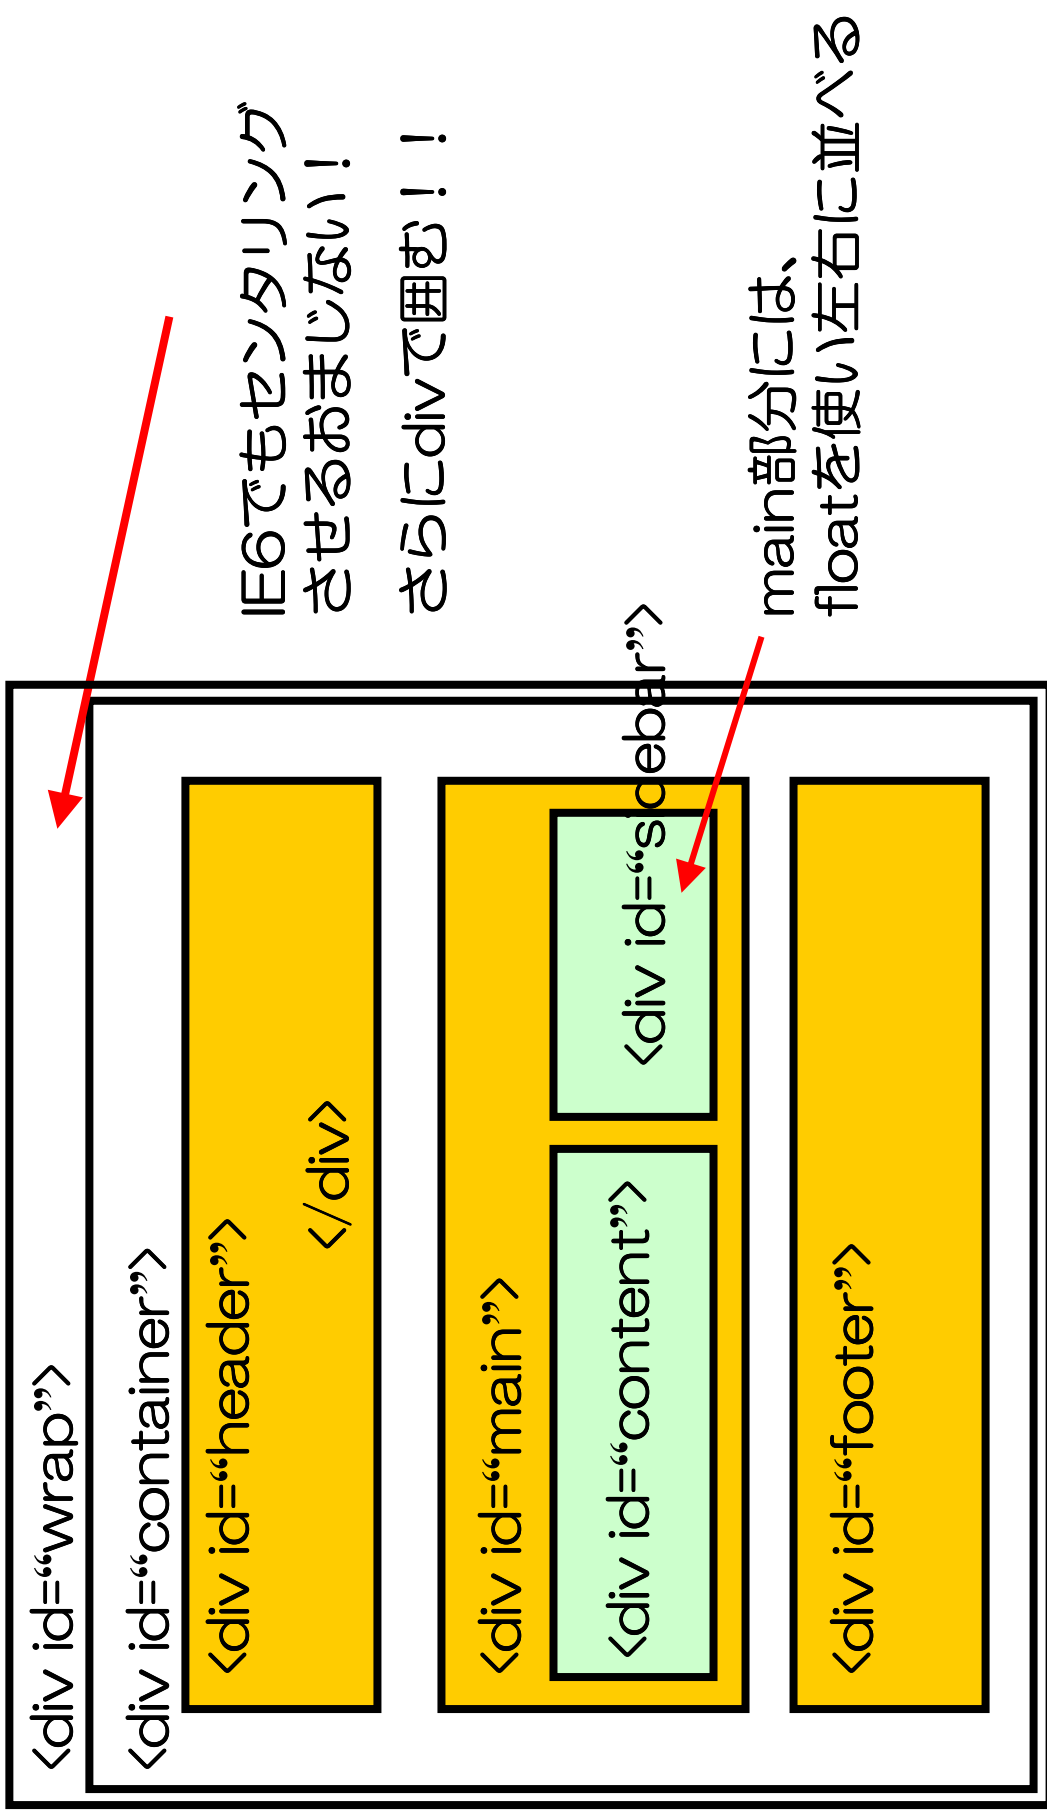 <div id=“wrap”>
<div id=“container”>
<div id=“header”>
</div>
<div id=“main”>
<div id=“content”>
<div id=“sidebar”>
<div id=“footer”>
IE6でもセンタリング
させるおまじない！
さらにdivで囲む！！
main部分には、
floatを使い左右に並べる